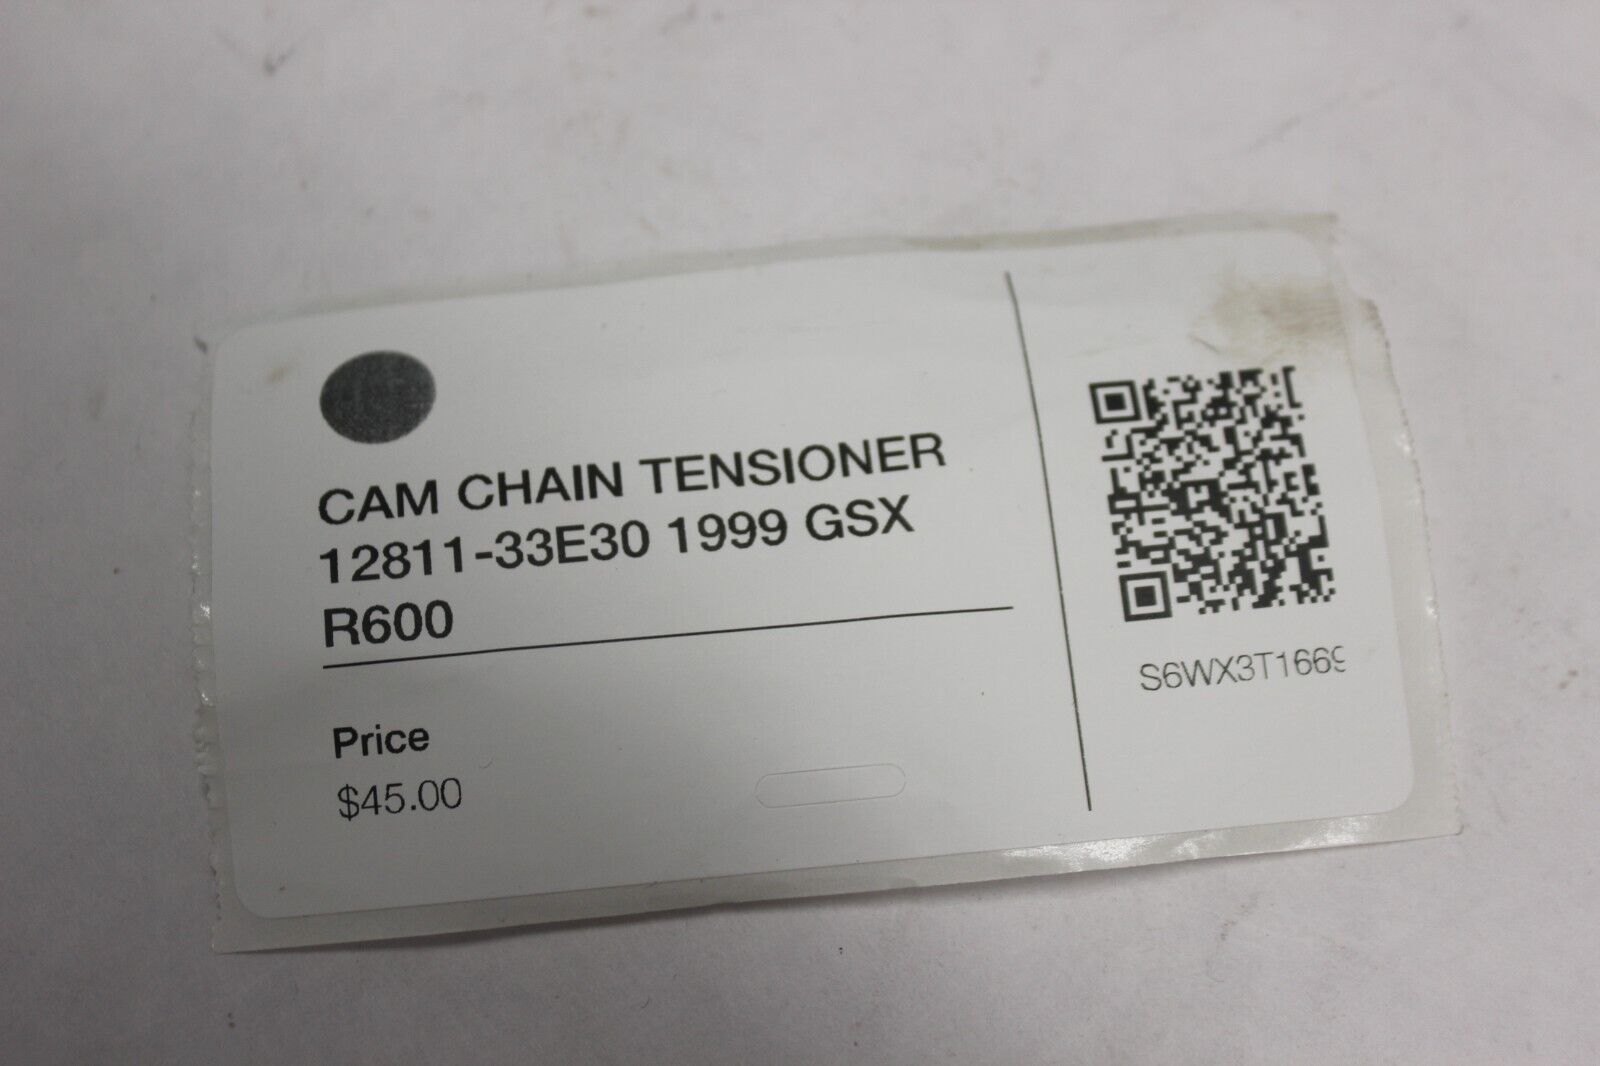 CAM CHAIN TENSIONER
12811-33E30 1999 GSX
R600
Price
$45.00
S6WX3T1669